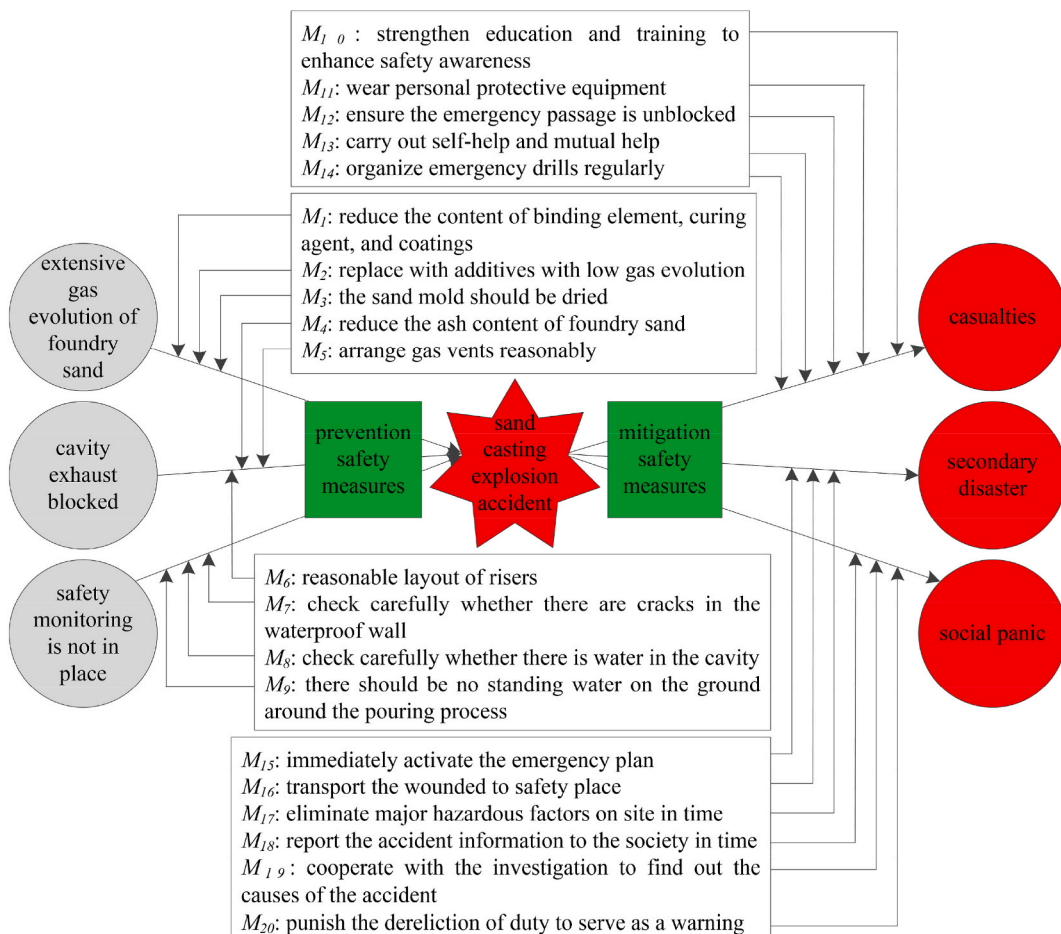 M10: strengthen education and training to
enhance safety awareness
M11: wear personal protective equipment
M12: ensure the emergency passage is unblocked
M13: carry out self-help and mutual help
M14: organize emergency drills regularly
M1: reduce the content of binding element, curing
agent, and coatings
M2: replace with additives with low gas evolution
M3: the sand mold should be dried
M4: reduce the ash content of foundry sand
M5: arrange gas vents reasonably
extensive
gas
evolution of
foundry
sand
cavity
exhaust
blocked
safety
monitoring
is not in
place
prevention
safety
measures
sand
casting
explosion
accident
mitigation
safety
measures
casualties
secondary
disaster
social panic
M6: reasonable layout of risers
M7: check carefully whether there are cracks in the
waterproof wall
M8: check carefully whether there is water in the cavity
M9: there should be no standing water on the ground
around the pouring process
M15: immediately activate the emergency plan
M16: transport the wounded to safety place
M17: eliminate major hazardous factors on site in time
M18: report the accident information to the society in time
M19: cooperate with the investigation to find out the
causes of the accident
M20: punish the dereliction of duty to serve as a warning